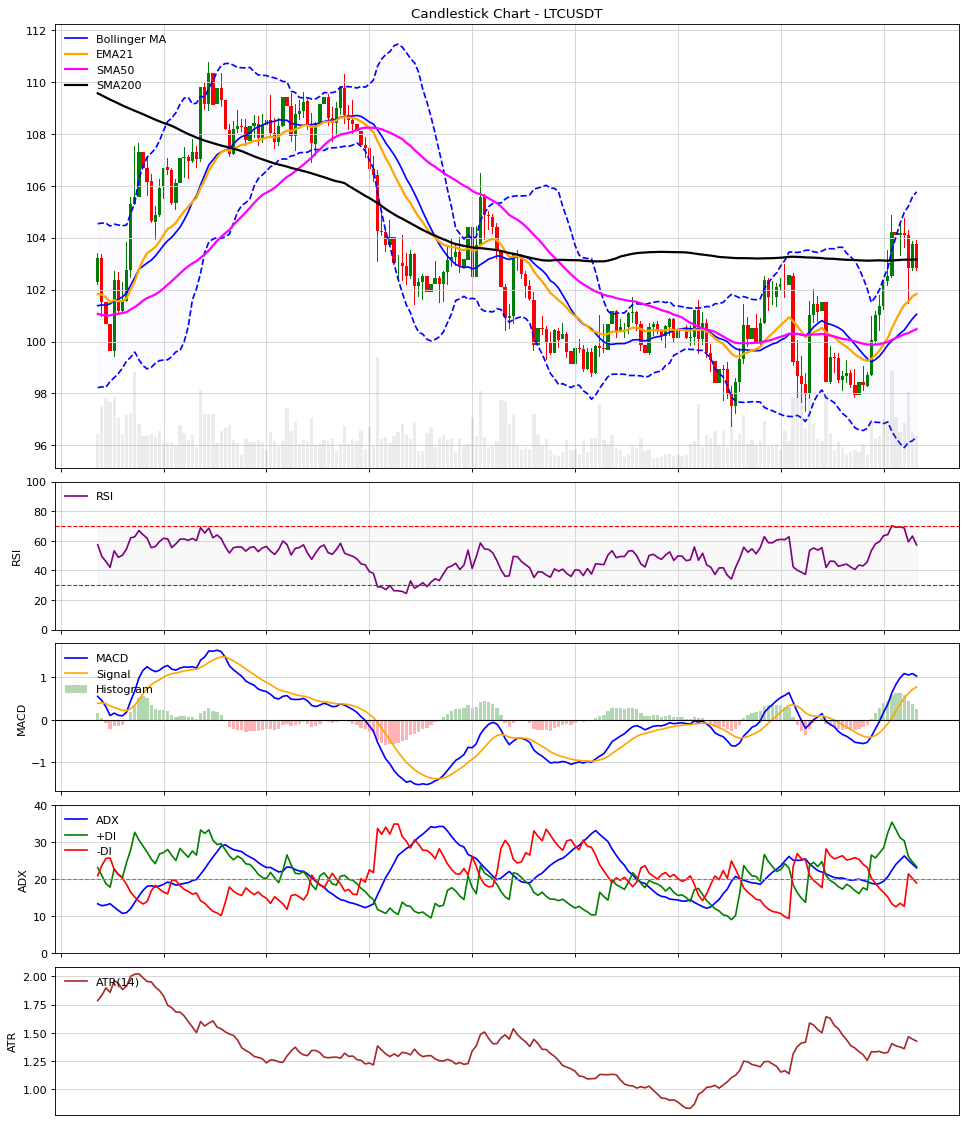 Candlestick Chart - LTCUSDT
112
110
108
106
104
102
100
98
96
Bollinger MA
EMA21
SMA50
SMA200
100
80
60
40
20
0
RSI
RSI
1
0
−1
MACD
MACD
Signal
Histogram
40
30
20
10
0
ADX
ADX
+DI
-DI
2.00
1.75
1.50
1.25
1.00
ATR
ATR(14)